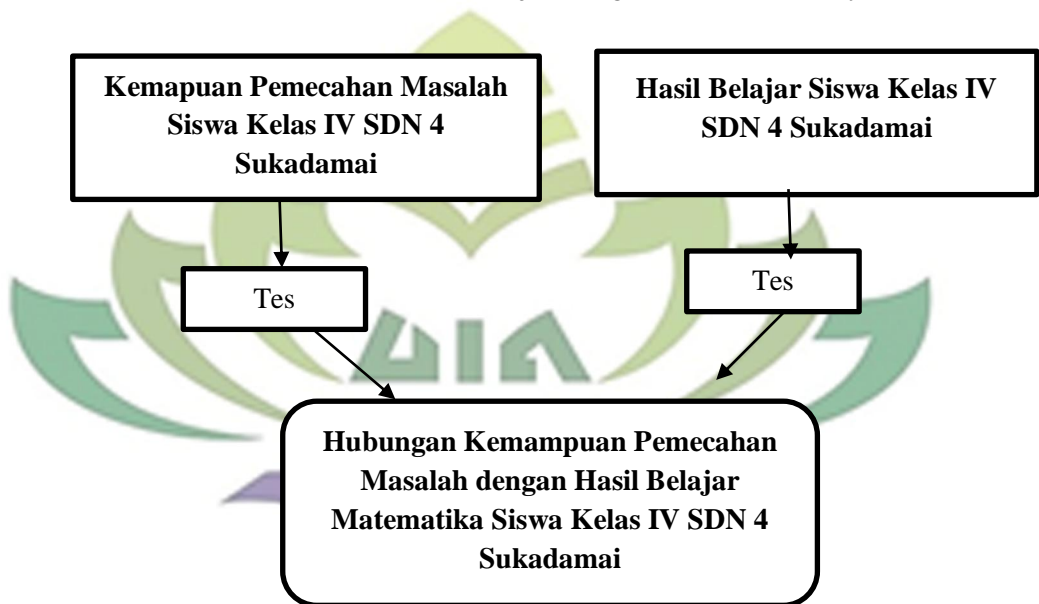 Kemapuan Pemecahan Masalah
Siswa Kelas IV SDN 4
Sukadamai
Hasil Belajar Siswa Kelas IV
SDN 4 Sukadamai
Tes
Tes
UIN
Hubungan Kemampuan Pemecahan
Masalah dengan Hasil Belajar
Matematika Siswa Kelas IV SDN 4
Sukadamai